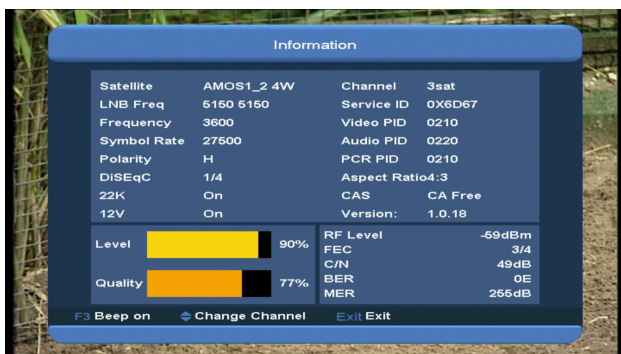 Information
Satellite AMOS1_2 4W Channel 3sat
LNB Freq 5150 5150 Service ID 0X6D67
Frequency 3600 Video PID 0210
Symbol Rate 27500 Audio PID 0220
Polarity H PCR PID 0210
DiSEqC 1/4 Aspect Ratio4:3
22K On CAS CA Free
12V On Version: 1.0.18
Level 90%
Quality 77%
RF Level -59dBm
FEC 3/4
C/N 49dB
BER 0E
MER 255dB
F3 Beep on Change Channel Exit Exit